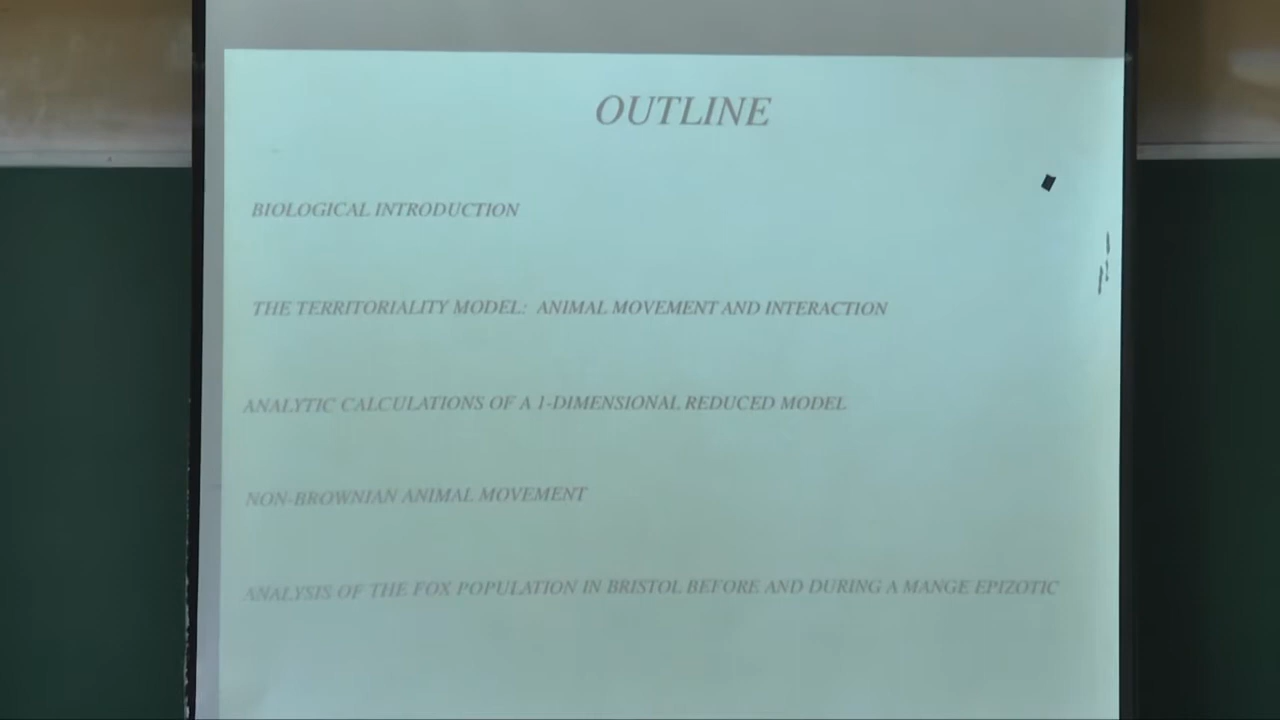 OUTLINE
BIOLOGICAL INTRODUCTION
THE TERRITORIALITY MODEL: ANIMAL MOVEMENT AND INTERACTION
ANALYTIC CALCULATIONS OF A 1-DIMENSIONAL REDUCED MODEL
NON-BROWNIAN ANIMAL MOVEMENT
ANALYSIS OF THE FOX POPULATION IN BRISTOL BEFORE AND DURING A MANGE EPIZOTIC